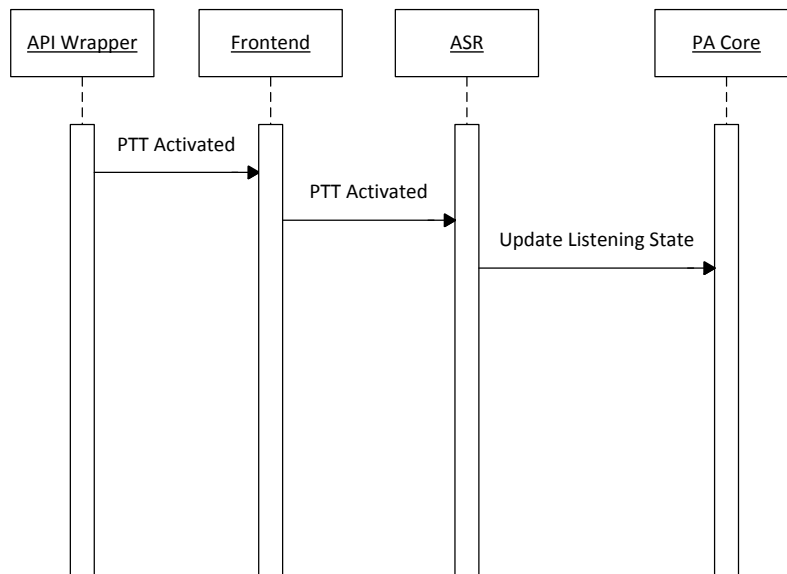 API Wrapper
Frontend
ASR
PA Core
PTT Activated
PTT Activated
Update Listening State